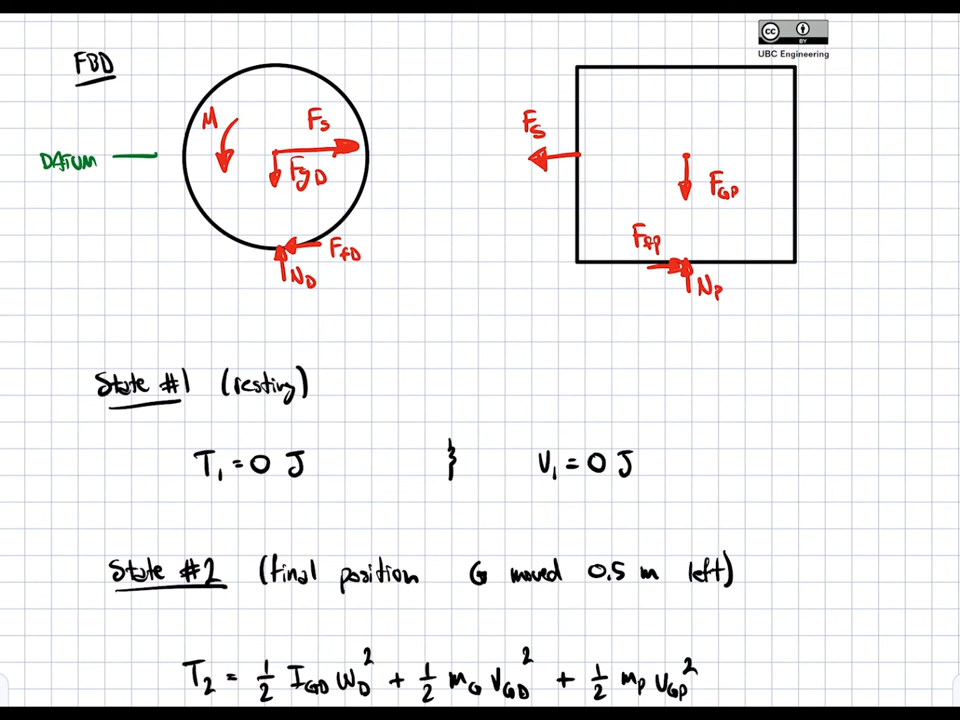 FBD
cc BY
UBC Engineering
M
Fs
DATUM
FgD
FfD
ND
Fs
FGP
FfP
NP
State #1 (resting)
T₁ = 0 J } V₁ = 0 J
State #2 (final position G moved 0.5 m left)
T₂ = 1/2 IGD ωD² + 1/2 mG vGD² + 1/2 mP vGP²